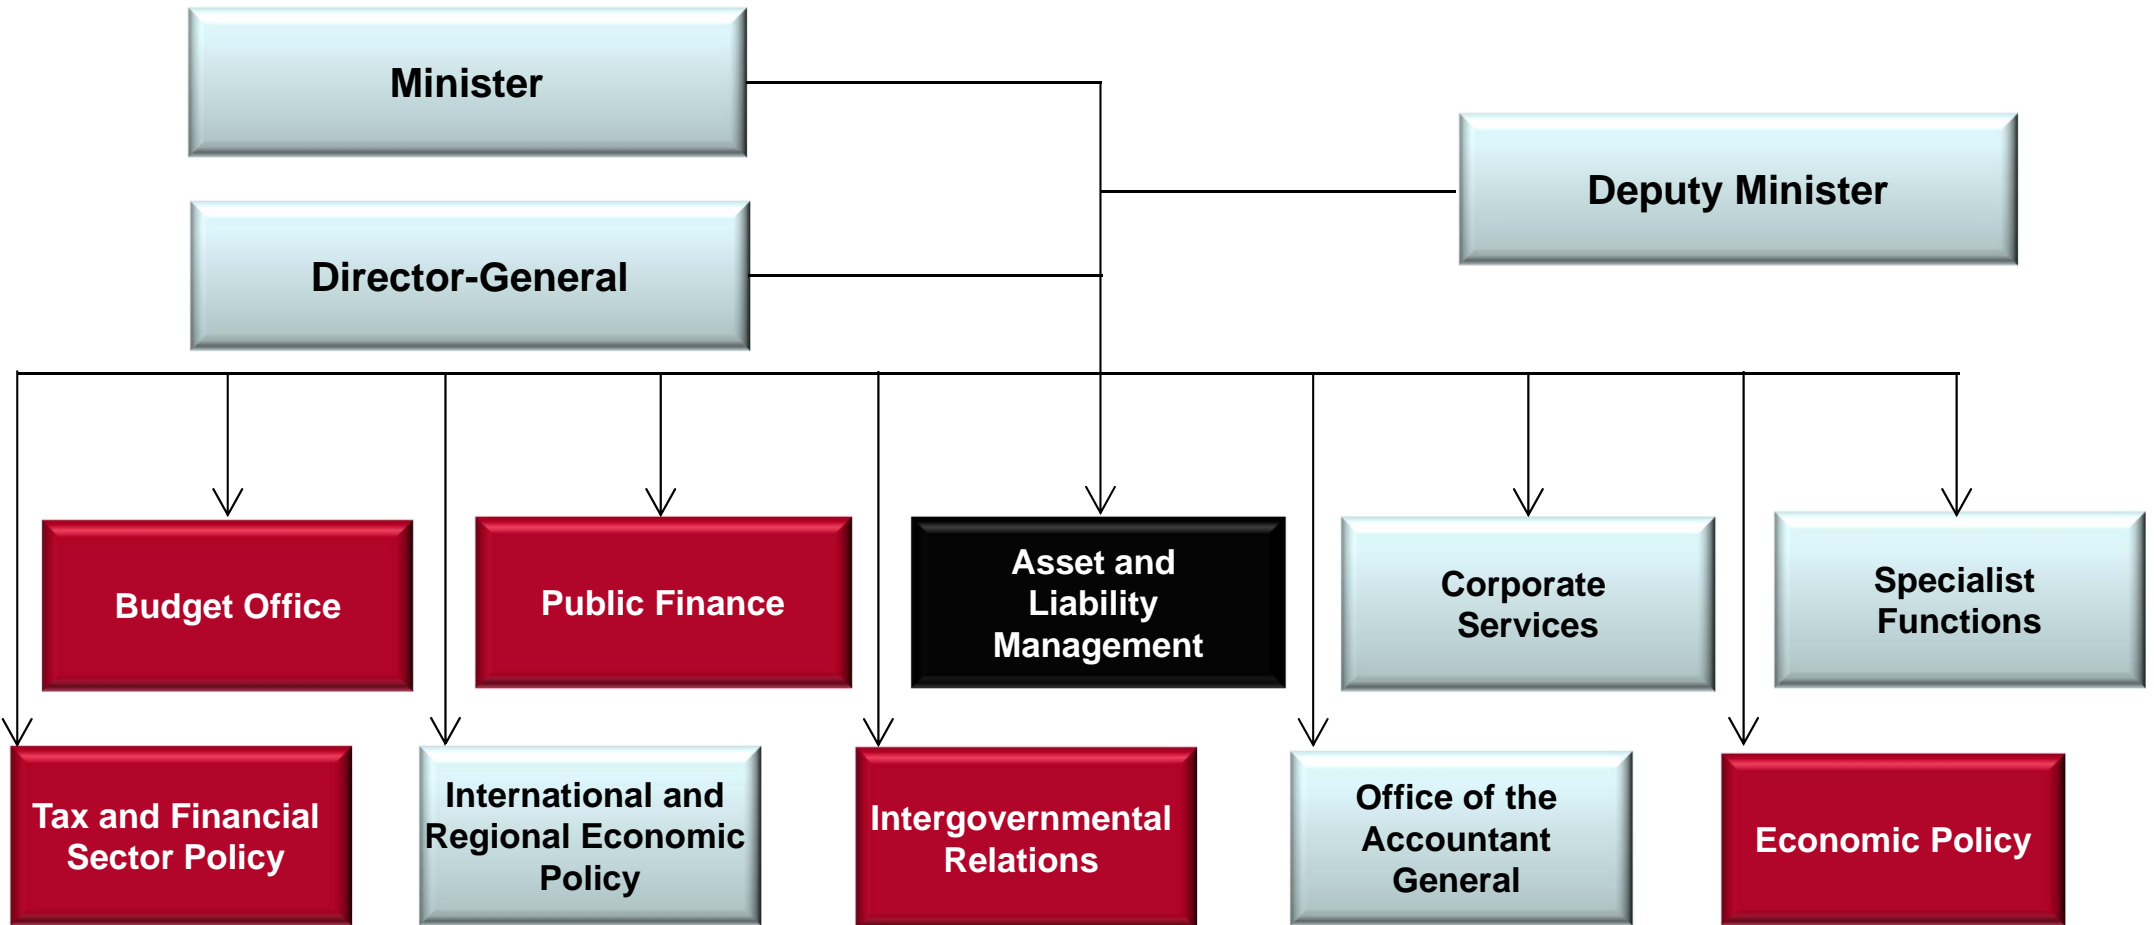 Minister
Deputy Minister
Director-General
Budget Office
Public Finance
Asset and
Liability
Management
Corporate
Services
Specialist
Functions
Tax and Financial
Sector Policy
International and
Regional Economic
Policy
Intergovernmental
Relations
Office of the
Accountant
General
Economic Policy